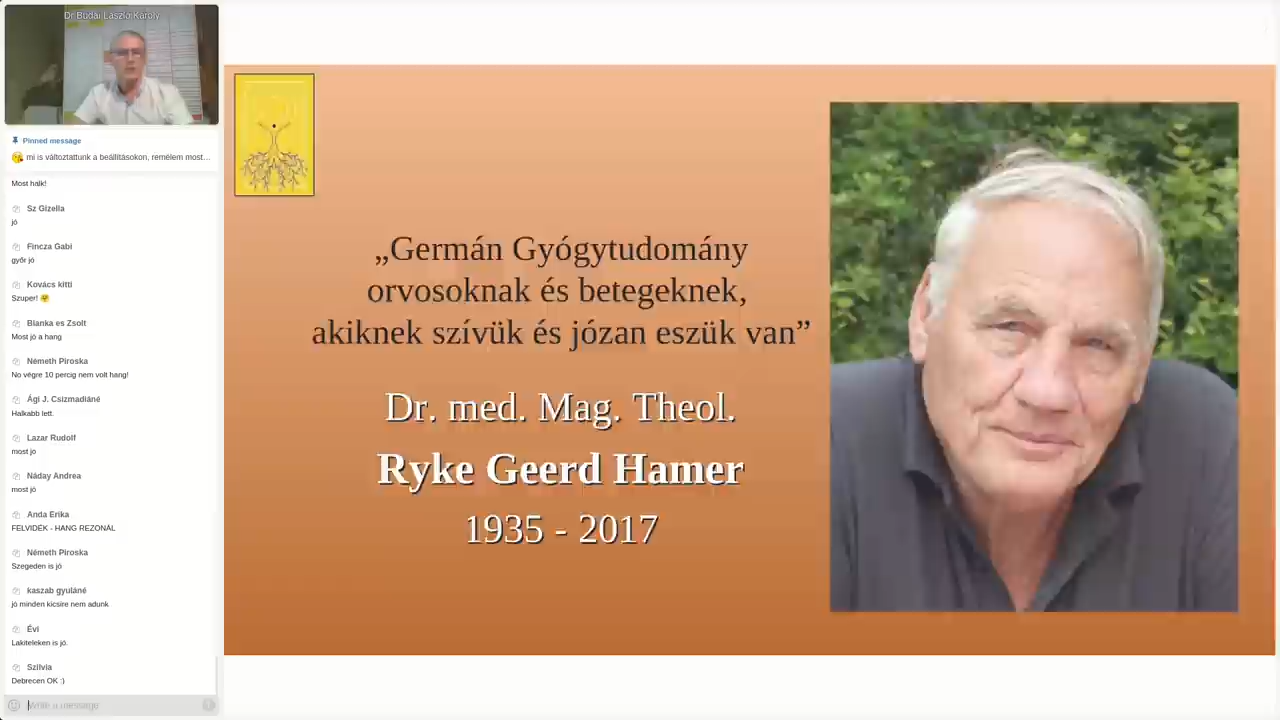 Dr Budai László Károly
Pinned message
mi is változtattunk a beállításokon, remélem most...
Most halk!
Sz Gizella
jó
Fincza Gabi
győr jó
Kovács kitti
Szuper! 🤗
Blanka es Zsolt
Most jó a hang
Németh Piroska
No végre 10 percig nem volt hang!
Ági J. Csizmadiáné
Halkabb lett.
Lazar Rudolf
most jo
Náday Andrea
most jó
Anda Erika
FELVIDÉK - HANG REZONÁL
Németh Piroska
Szegeden is jó
kaszab gyuláné
jó minden kicsire nem adunk
Évi
Lakiteleken is jó.
Szilvia
Debrecen OK :)
Write a message
„Germán Gyógytudomány
orvosoknak és betegeknek,
akiknek szívük és józan eszük van”
Dr. med. Mag. Theol.
Ryke Geerd Hamer
1935 - 2017